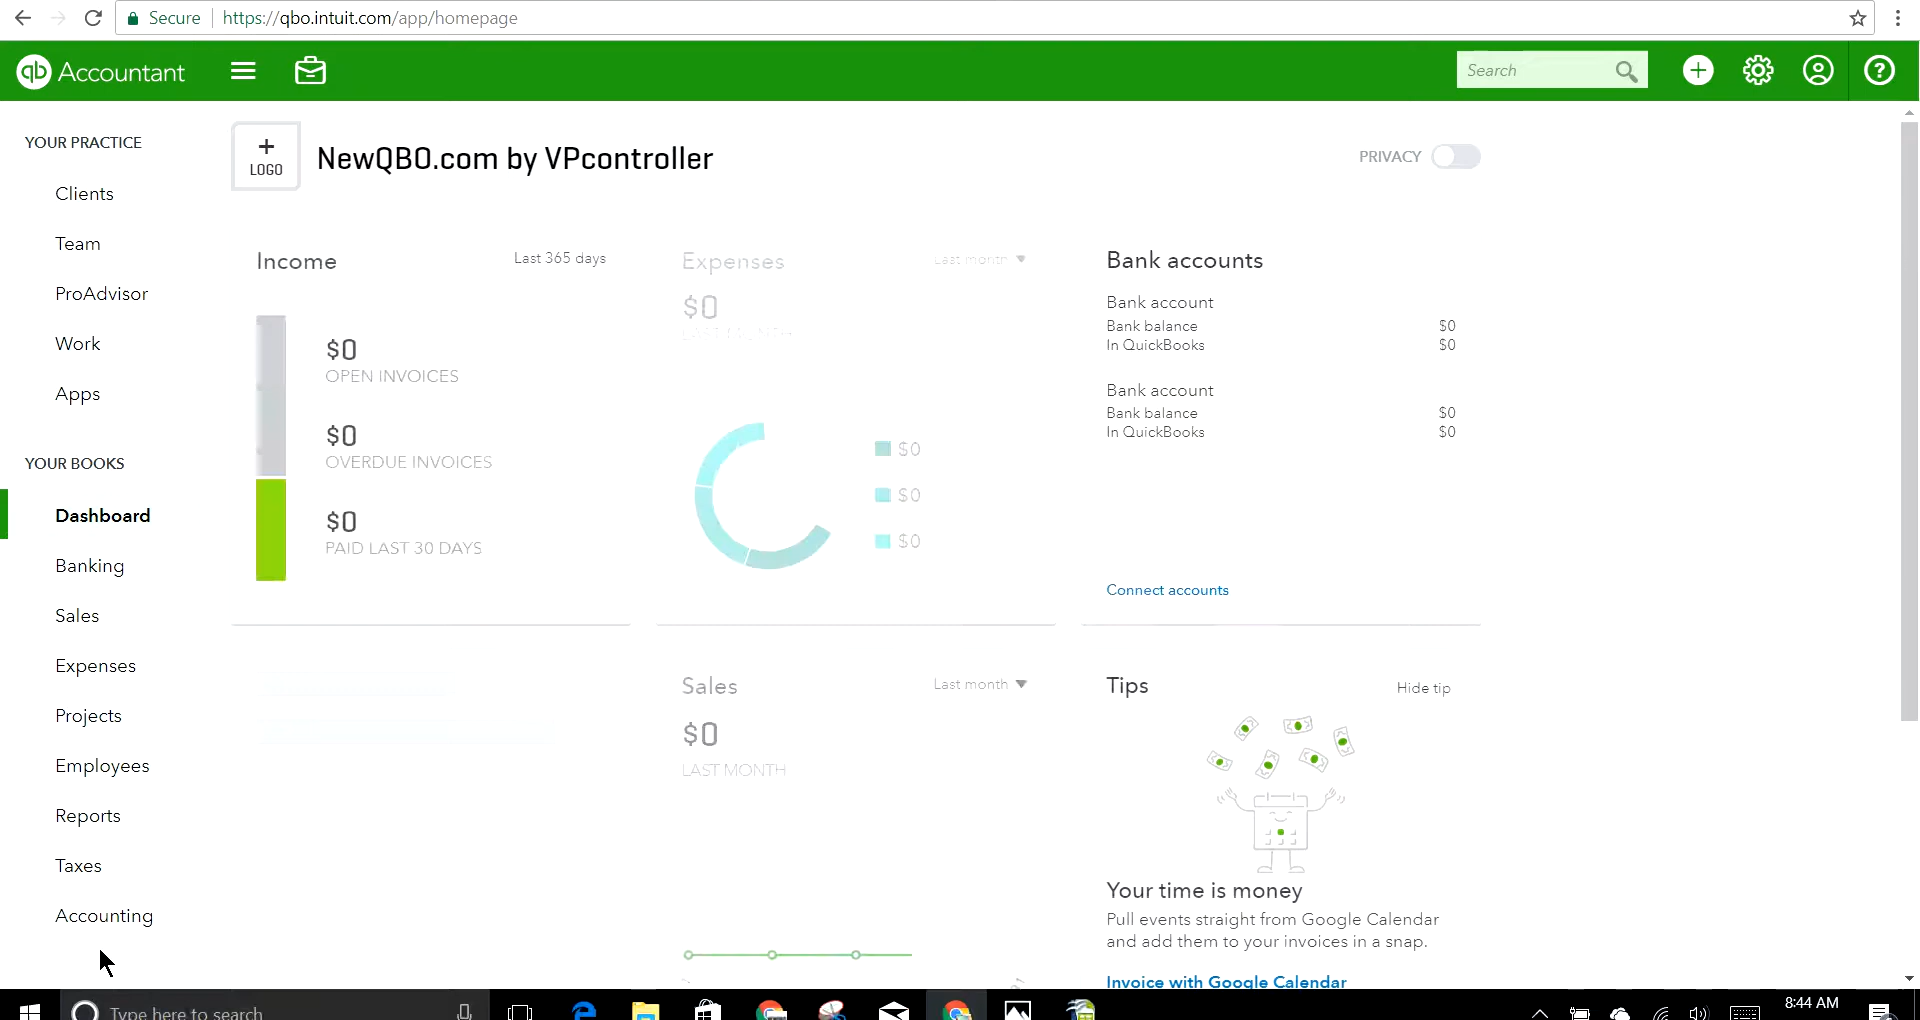 Secure https://qbo.intuit.com/app/homepage
qb Accountant
Search
YOUR PRACTICE
Clients
Team
ProAdvisor
Work
Apps
YOUR BOOKS
Dashboard
Banking
Sales
Expenses
Projects
Employees
Reports
Taxes
Accounting
+
LOGO
NewQBO.com by VPcontroller
PRIVACY
Income Last 365 days
$0
OPEN INVOICES
$0
OVERDUE INVOICES
$0
PAID LAST 30 DAYS
Expenses Last month
$0
LAST MONTH
$0
$0
$0
Bank accounts
Bank account
Bank balance $0
In QuickBooks $0
Bank account
Bank balance $0
In QuickBooks $0
Connect accounts
Sales Last month
$0
LAST MONTH
Tips Hide tip
Your time is money
Pull events straight from Google Calendar
and add them to your invoices in a snap.
Invoice with Google Calendar
Type here to search
8:44 AM